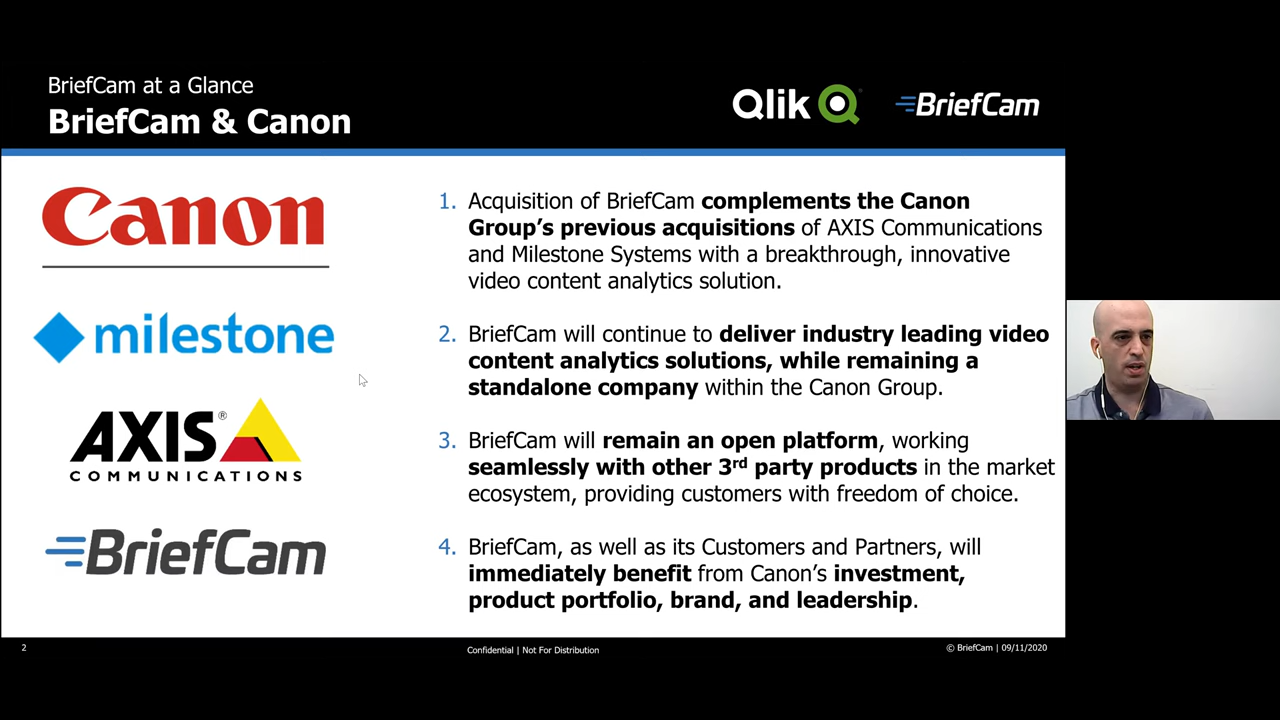 BriefCam at a Glance
BriefCam & Canon
Qlik Q
BriefCam
Canon
milestone
AXIS®
COMMUNICATIONS
BriefCam
1. Acquisition of BriefCam complements the Canon
Group’s previous acquisitions of AXIS Communications
and Milestone Systems with a breakthrough, innovative
video content analytics solution.
2. BriefCam will continue to deliver industry leading video
content analytics solutions, while remaining a
standalone company within the Canon Group.
3. BriefCam will remain an open platform, working
seamlessly with other 3rd party products in the market
ecosystem, providing customers with freedom of choice.
4. BriefCam, as well as its Customers and Partners, will
immediately benefit from Canon’s investment,
product portfolio, brand, and leadership.
2
Confidential | Not For Distribution
© BriefCam | 09/11/2020